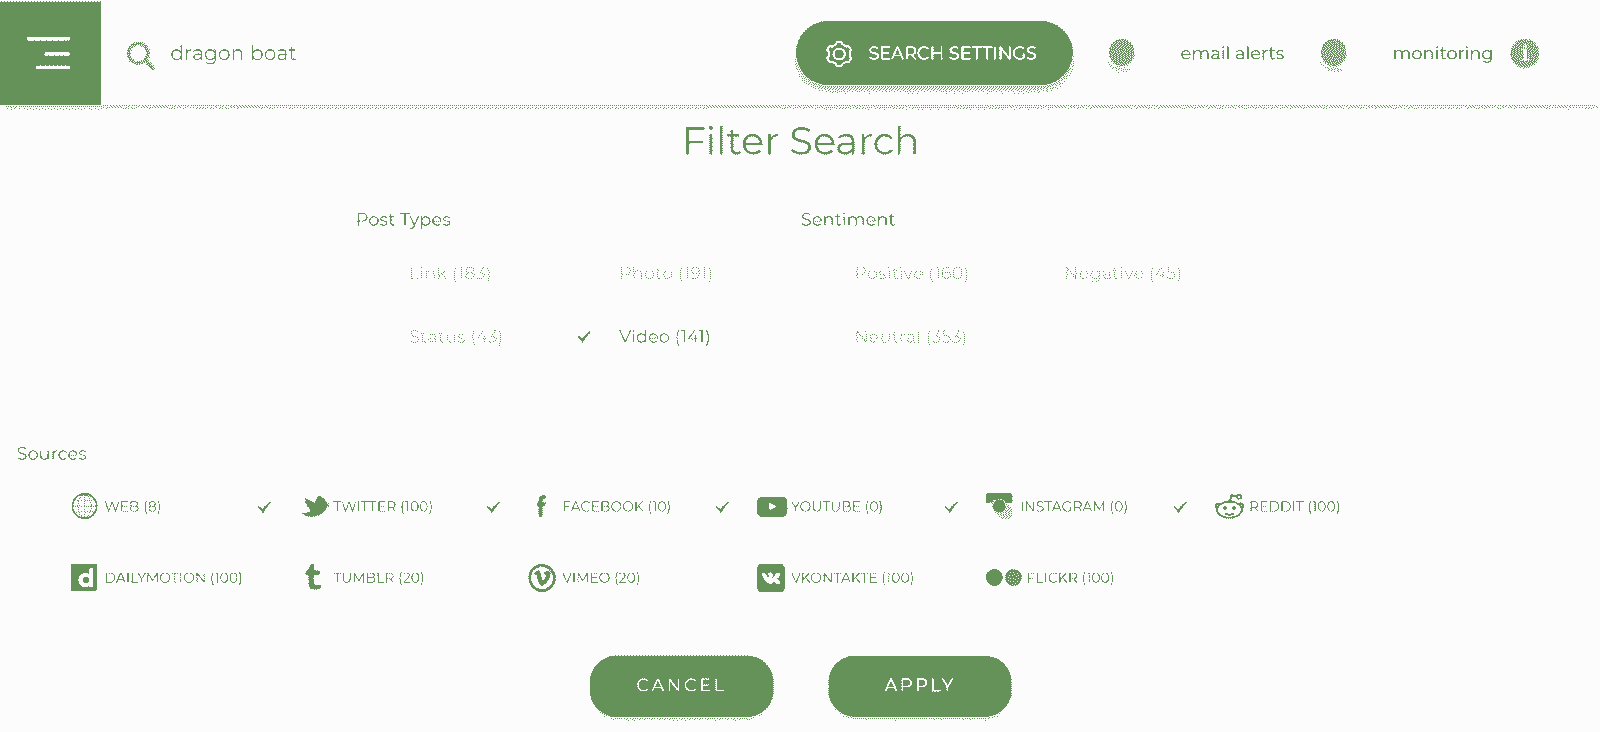 dragon boat
SEARCH SETTINGS
email alerts
monitoring
Filter Search
Post Types
Sentiment
Link (183)
Photo (191)
Positive (160)
Negative (45)
Status (43)
Video (141)
Neutral (353)
Sources
WEB (8)
TWITTER (100)
FACEBOOK (10)
YOUTUBE (0)
INSTAGRAM (0)
REDDIT (100)
DAILYMOTION (100)
TUMBLR (20)
VIMEO (20)
VKONTAKTE (100)
FLICKR (100)
CANCEL
APPLY